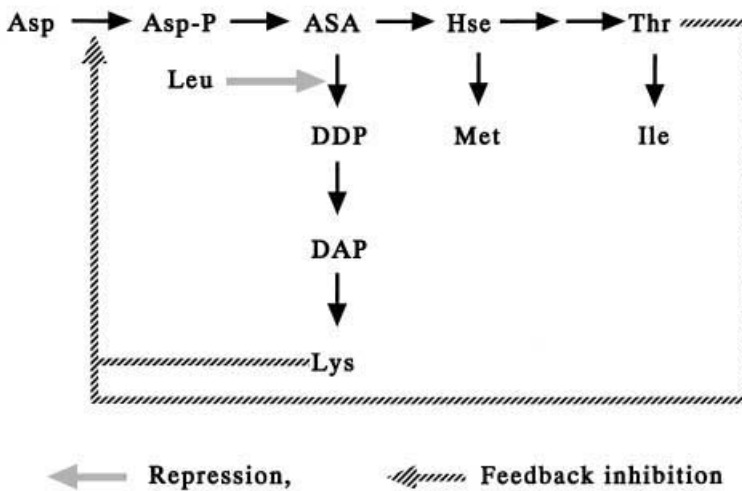 Asp Asp-P ASA Hse Thr
Leu
DDP Met Ile
DAP
Lys
Repression, Feedback inhibition